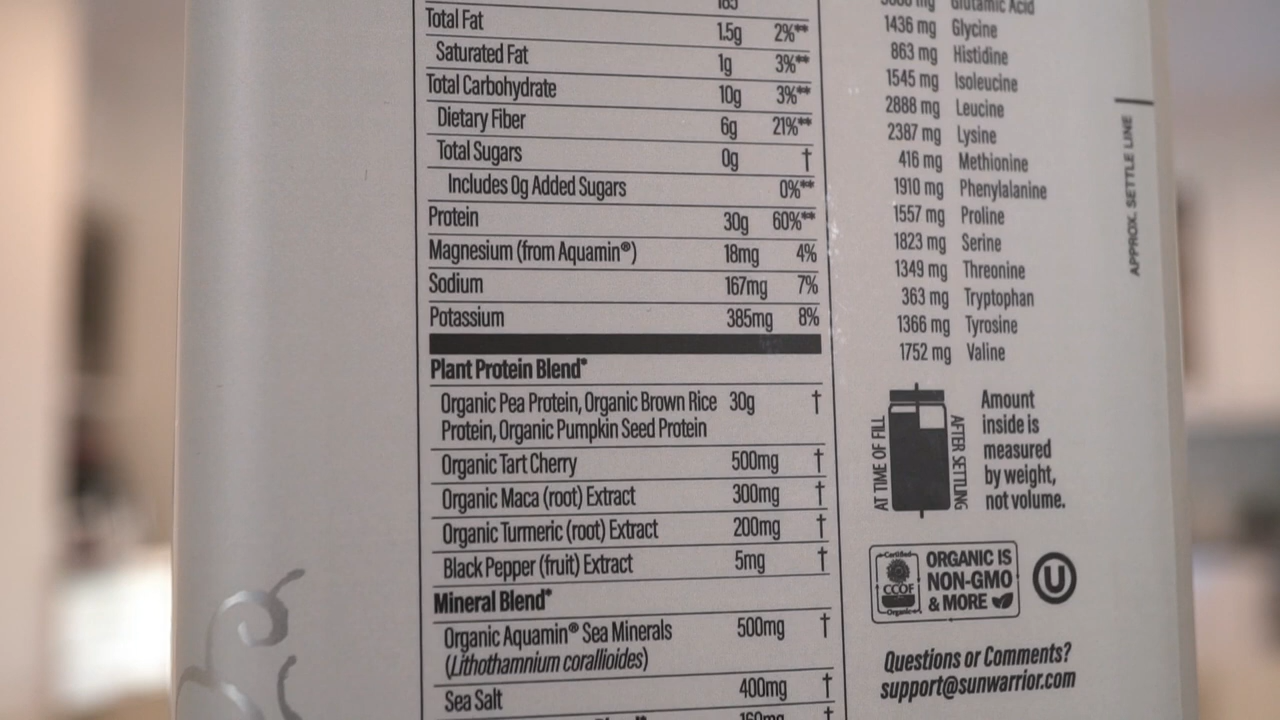 185
Total Fat 1.5g 2%**
Saturated Fat 1g 3%**
Total Carbohydrate 10g 3%**
Dietary Fiber 6g 21%**
Total Sugars 0g †
Includes 0g Added Sugars 0%**
Protein 30g 60%**
Magnesium (from Aquamin®) 18mg 4%
Sodium 167mg 7%
Potassium 385mg 8%
Plant Protein Blend*
Organic Pea Protein, Organic Brown Rice 30g †
Protein, Organic Pumpkin Seed Protein
Organic Tart Cherry 500mg †
Organic Maca (root) Extract 300mg †
Organic Turmeric (root) Extract 200mg †
Black Pepper (fruit) Extract 5mg †
Mineral Blend*
Organic Aquamin® Sea Minerals 500mg †
(Lithothamnium corallioides)
Sea Salt 400mg †
160mg †
mg Glutamic Acid
1436 mg Glycine
863 mg Histidine
1545 mg Isoleucine
2888 mg Leucine
2387 mg Lysine
416 mg Methionine
1910 mg Phenylalanine
1557 mg Proline
1823 mg Serine
1349 mg Threonine
363 mg Tryptophan
1366 mg Tyrosine
1752 mg Valine
APPROX. SETTLE LINE
AT TIME OF FILL
AFTER SETTLING
Amount
inside is
measured
by weight,
not volume.
Certified
CCOF
Organic
ORGANIC IS
NON-GMO
& MORE
U
Questions or Comments?
support@sunwarrior.com